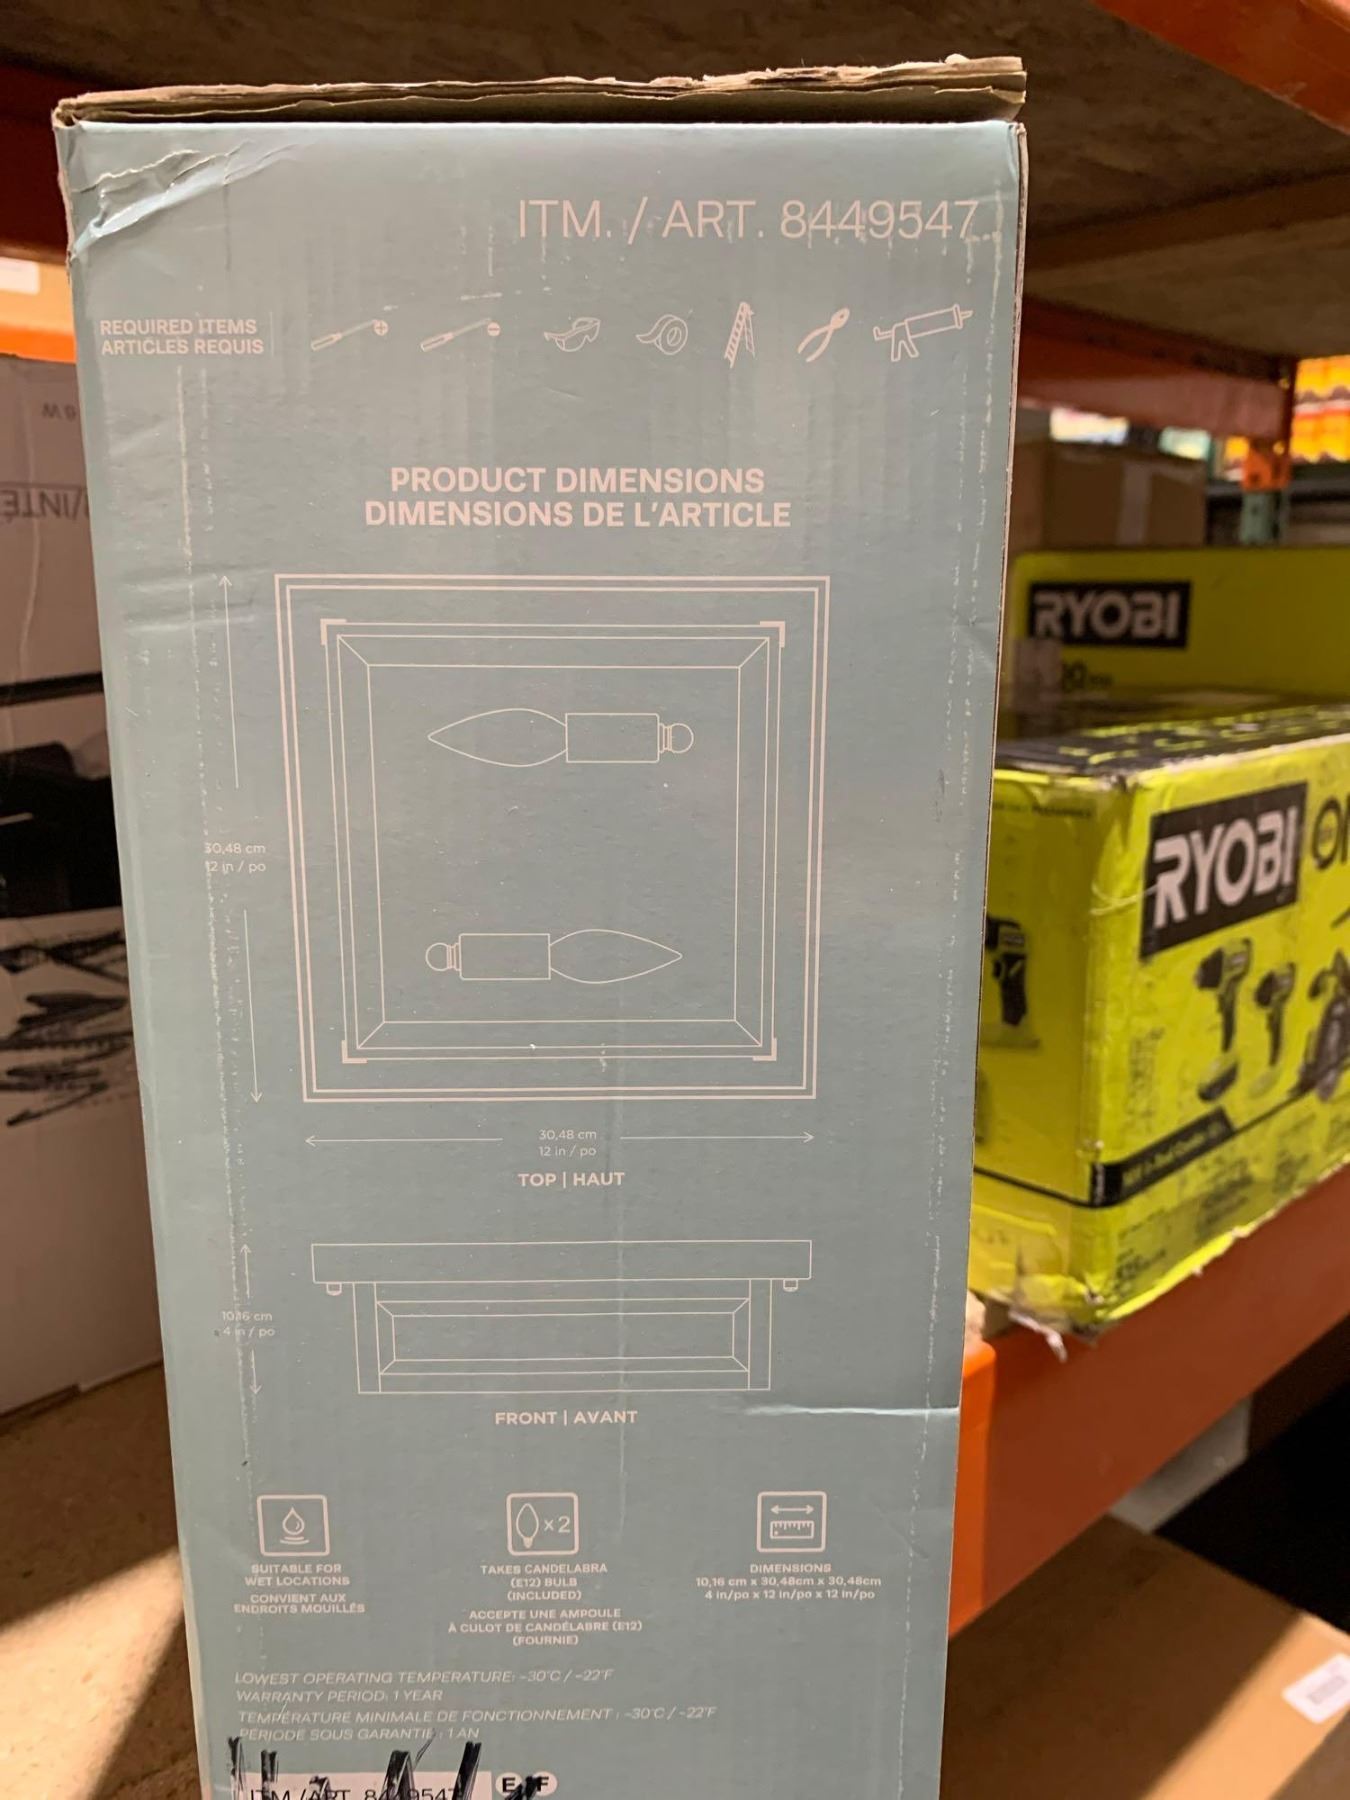 ITM. / ART. 8449547
REQUIRED ITEMS
ARTICLES REQUIS
PRODUCT DIMENSIONS
DIMENSIONS DE L'ARTICLE
30,48 cm
12 in / po
30,48 cm
12 in / po
TOP | HAUT
10,16 cm
4 in / po
FRONT | AVANT
x2
SUITABLE FOR
WET LOCATIONS
CONVIENT AUX
ENDROITS MOUILLÉS
TAKES CANDELABRA
(E12) BULB
(INCLUDED)
ACCEPTE UNE AMPOULE
À CULOT DE CANDÉLABRE (E12)
(FOURNIE)
DIMENSIONS
10,16 cm x 30,48cm x 30,48cm
4 in/po x 12 in/po x 12 in/po
LOWEST OPERATING TEMPERATURE: -30°C / -22°F
WARRANTY PERIOD: 1 YEAR
TEMPÉRATURE MINIMALE DE FONCTIONNEMENT : -30°C / -22°F
PÉRIODE SOUS GARANTIE : 1 AN
ITM./ART. 8449547
E F
RYOBI
RYOBI